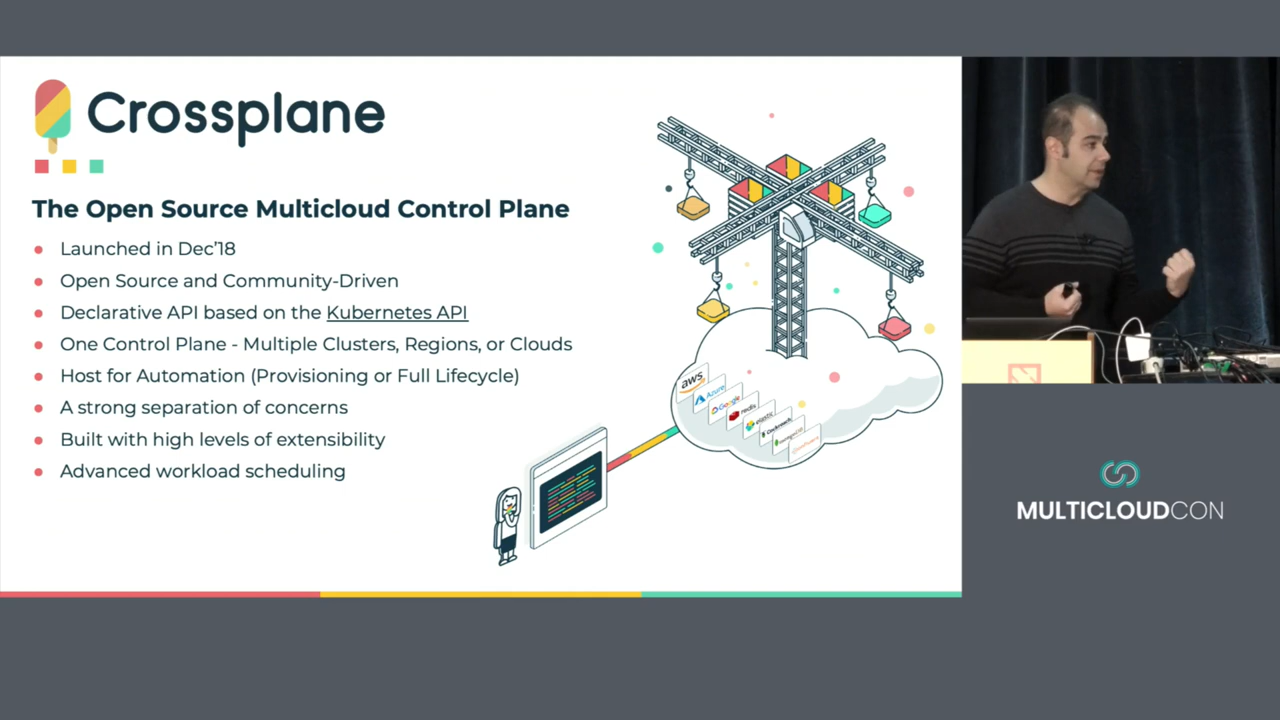 Crossplane
The Open Source Multicloud Control Plane
Launched in Dec'18
Open Source and Community-Driven
Declarative API based on the Kubernetes API
One Control Plane - Multiple Clusters, Regions, or Clouds
Host for Automation (Provisioning or Full Lifecycle)
A strong separation of concerns
Built with high levels of extensibility
Advanced workload scheduling
aws
Azure
Google
redis
elastic
MULTICLOUDCON